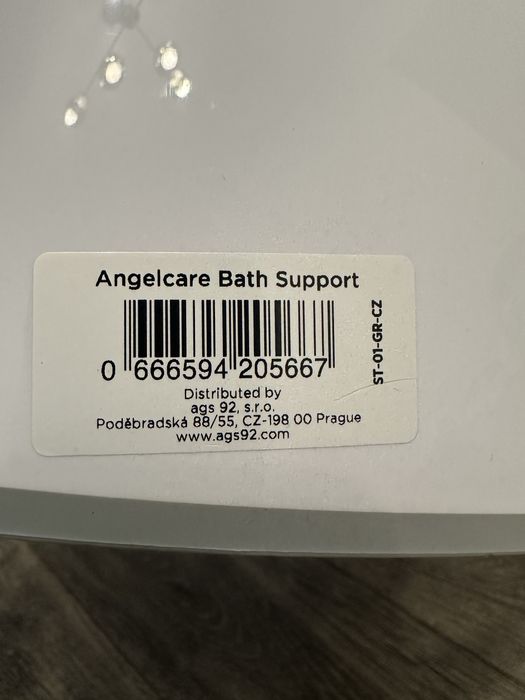 Angelcare Bath Support
0 666594 205667
ST-01-GR-CZ
Distributed by
ags 92, s.r.o.
Poděbradská 88/55, CZ-198 00 Prague
www.ags92.com